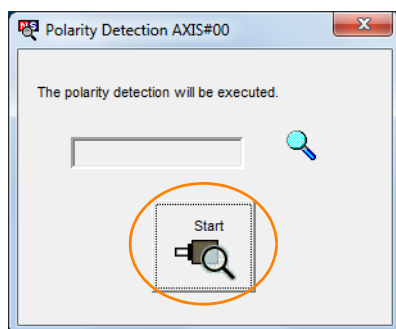 Polarity Detection AXIS#00
The polarity detection will be executed.
Start